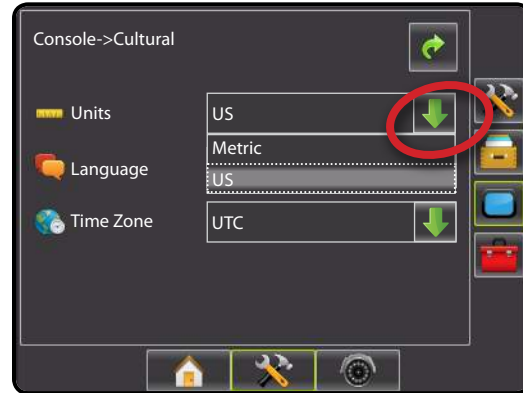 Console->Cultural
Units US
Metric
Language
US
Time Zone UTC